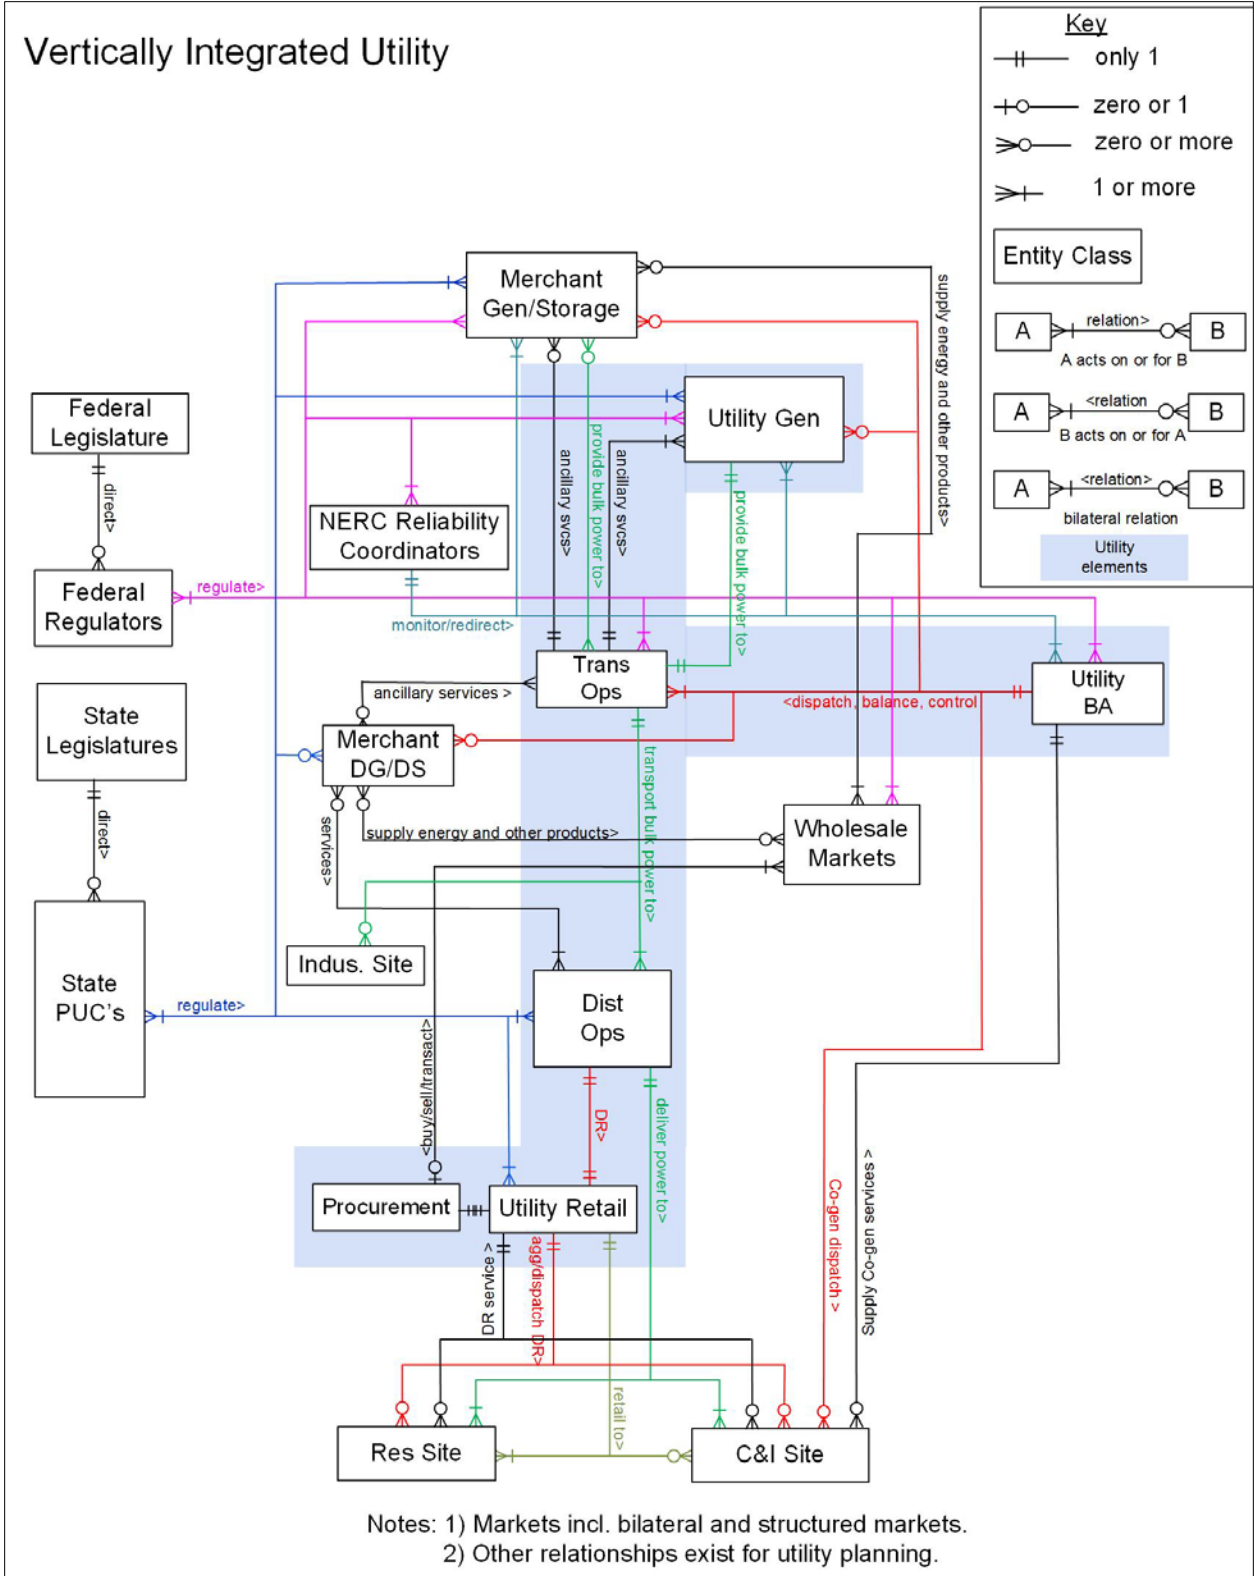 Vertically Integrated Utility
Key
only 1
zero or 1
zero or more
1 or more
Entity Class
A
relation>
B
A acts on or for B
A
<relation
B
B acts on or for A
A
<relation>
B
bilateral relation
Utility
elements
Merchant
Gen/Storage
supply energy and other products>
Federal
Legislature
Utility Gen
direct>
NERC Reliability
Coordinators
ancillary svcs>
provide bulk power to>
ancillary svcs>
provide bulk power to>
Federal
Regulators
regulate>
monitor/redirect>
Trans
Ops
Utility
BA
ancillary services >
<dispatch, balance, control
State
Legislatures
Merchant
DG/DS
direct>
services>
supply energy and other products>
transport bulk power to>
Wholesale
Markets
Indus. Site
State
PUC's
regulate>
Dist
Ops
<buy/sell/transact>
DR>
deliver power to>
Procurement
Utility Retail
DR service >
agg/dispatch DR>
retail to>
Co-gen dispatch >
Supply Co-gen services >
Res Site
C&I Site
Notes: 1) Markets incl. bilateral and structured markets.
2) Other relationships exist for utility planning.